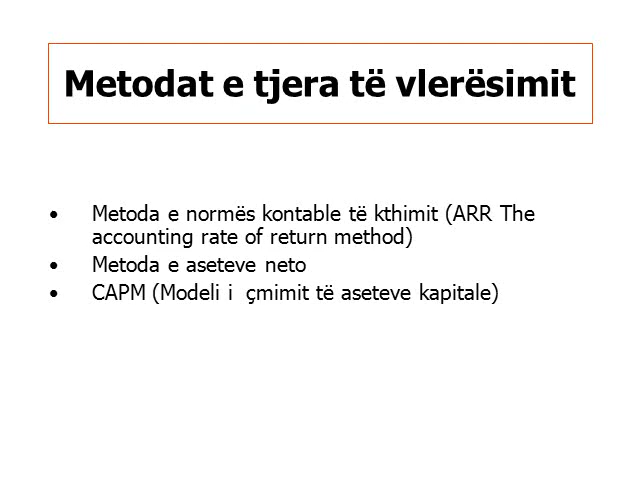 Metodat e tjera të vlerësimit
• Metoda e normës kontable të kthimit (ARR The
accounting rate of return method)
• Metoda e aseteve neto
• CAPM (Modeli i  çmimit të aseteve kapitale)